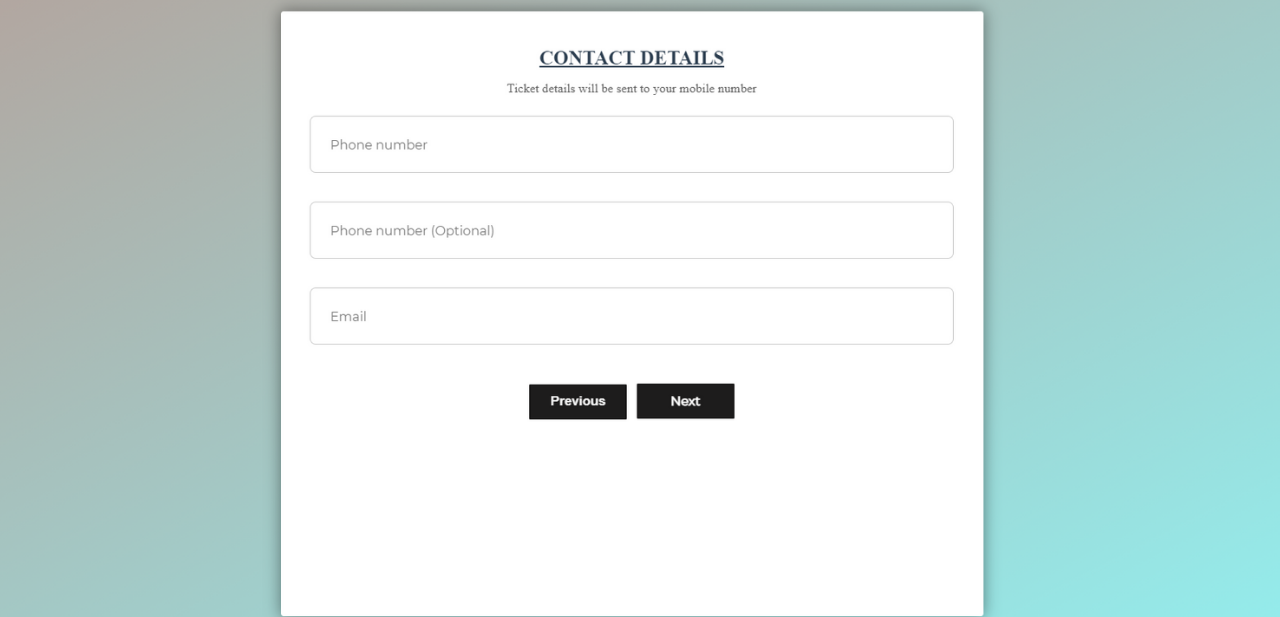 CONTACT DETAILS
Ticket details will be sent to your mobile number
Phone number
Phone number (Optional)
Email
Previous Next